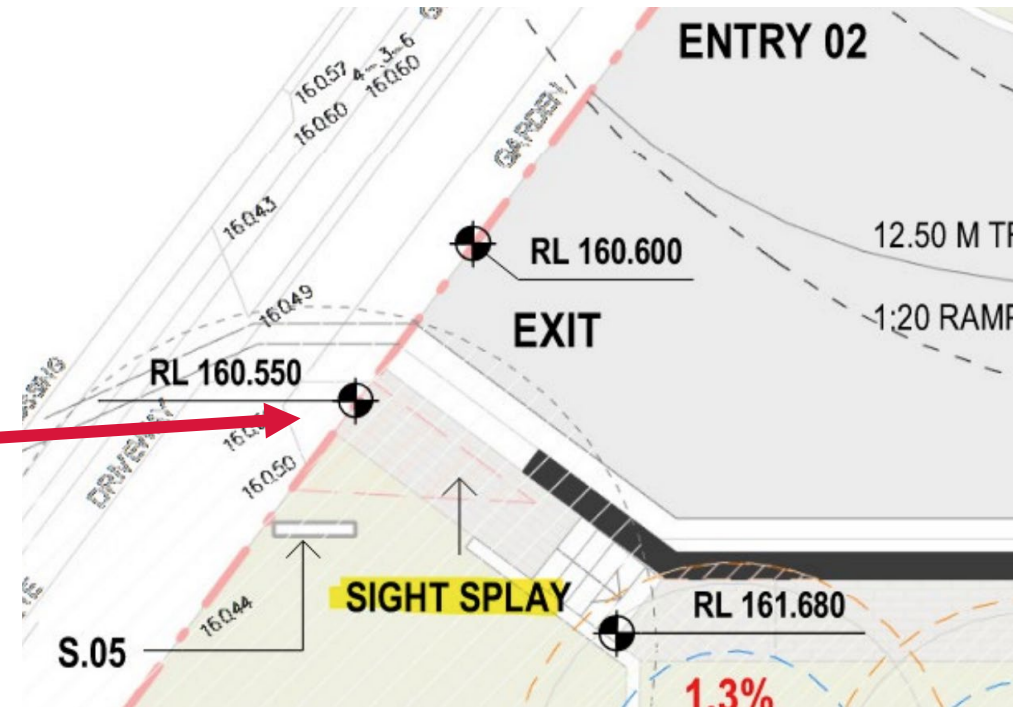 ENTRY 02
160.57
4-3-6
160.60
160.60
GARDEN
160.43
RL 160.600
12.50 M
1:20 RAMP
160.49
EXIT
RL 160.550
DRIVEWAY
160.50
SIGHT SPLAY
RL 161.680
160.44
S.05
1.3%